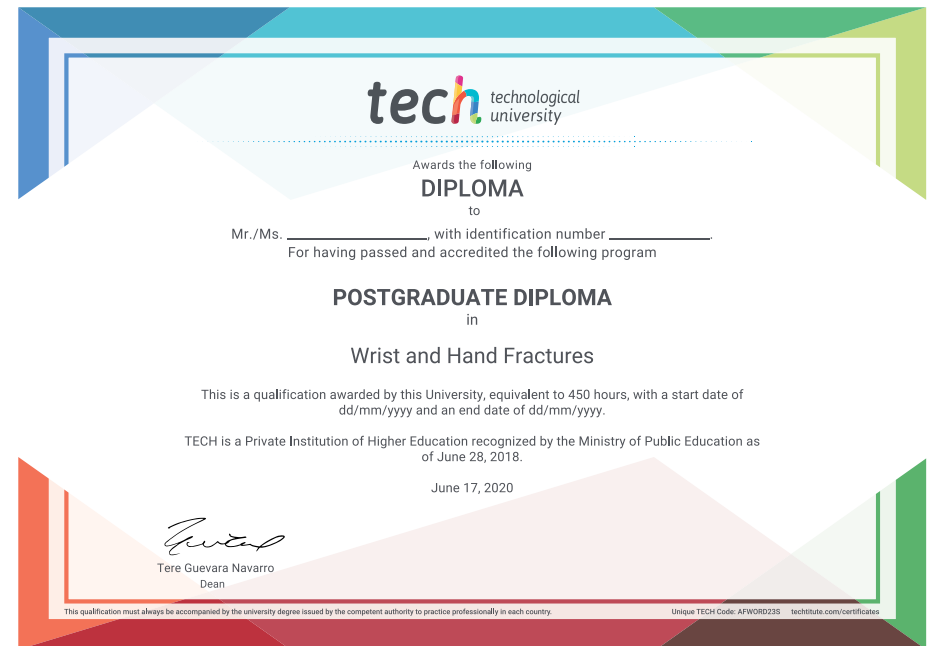 tech technological
university
Awards the following
DIPLOMA
to
Mr./Ms. ____________________, with identification number ______________.
For having passed and accredited the following program
POSTGRADUATE DIPLOMA
in
Wrist and Hand Fractures
This is a qualification awarded by this University, equivalent to 450 hours, with a start date of
dd/mm/yyyy and an end date of dd/mm/yyyy.
TECH is a Private Institution of Higher Education recognized by the Ministry of Public Education as
of June 28, 2018.
June 17, 2020
Tere Guevara Navarro
Dean
This qualification must always be accompanied by the university degree issued by the competent authority to practice professionally in each country.
Unique TECH Code: AFWORD23S techtitute.com/certificates